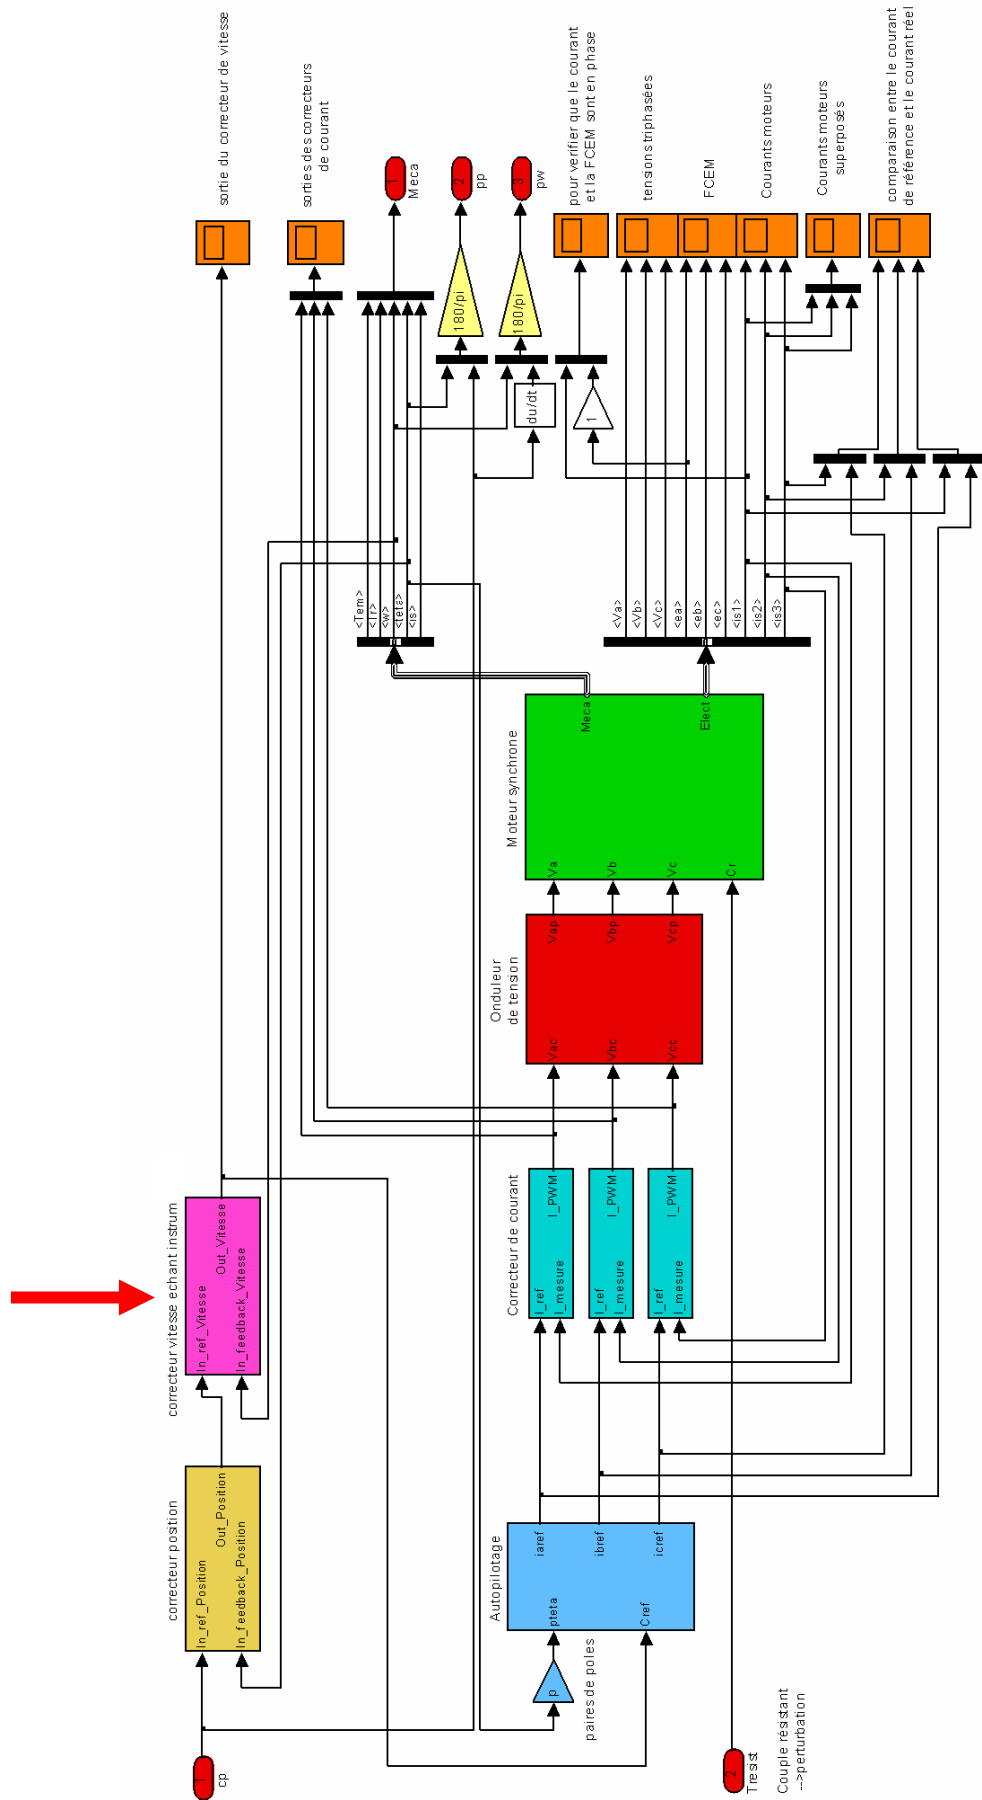 sortie du correcteur de vitesse
sorties des correcteurs
de courant
1
Meca
2
pp
3
pw
pour verifier que le courant
et la FCEM sont en phase
tensions triphasées
FCEM
Courants moteurs
Courants moteurs
superposés
comparaison entre le courant
de référence et le courant réel
180/pi
180/pi
du/dt
1
<Tem>
<Tr>
<w>
<teta>
<is>
<Va>
<Vb>
<Vc>
<ea>
<eb>
<ec>
<is1>
<is2>
<is3>
Moteur synchrone
Meca
Elect
Va
Vb
Vc
Cr
Onduleur
de tension
Vap
Vbp
Vcp
Vac
Vbc
Vcc
correcteur vitesse echant instrum
In_ref_Vitesse
Out_Vitesse
In_feedback_Vitesse
Correcteur de courant
I_ref
I_mesure
I_PWM
I_ref
I_mesure
I_PWM
I_ref
I_mesure
I_PWM
correcteur position
In_ref_Position
Out_Position
In_feedback_Position
Autopilotage
pteta
Cref
iaref
ibref
icref
p
paires de poles
1
cp
2
Tresist
Couple résistant
-->perturbation